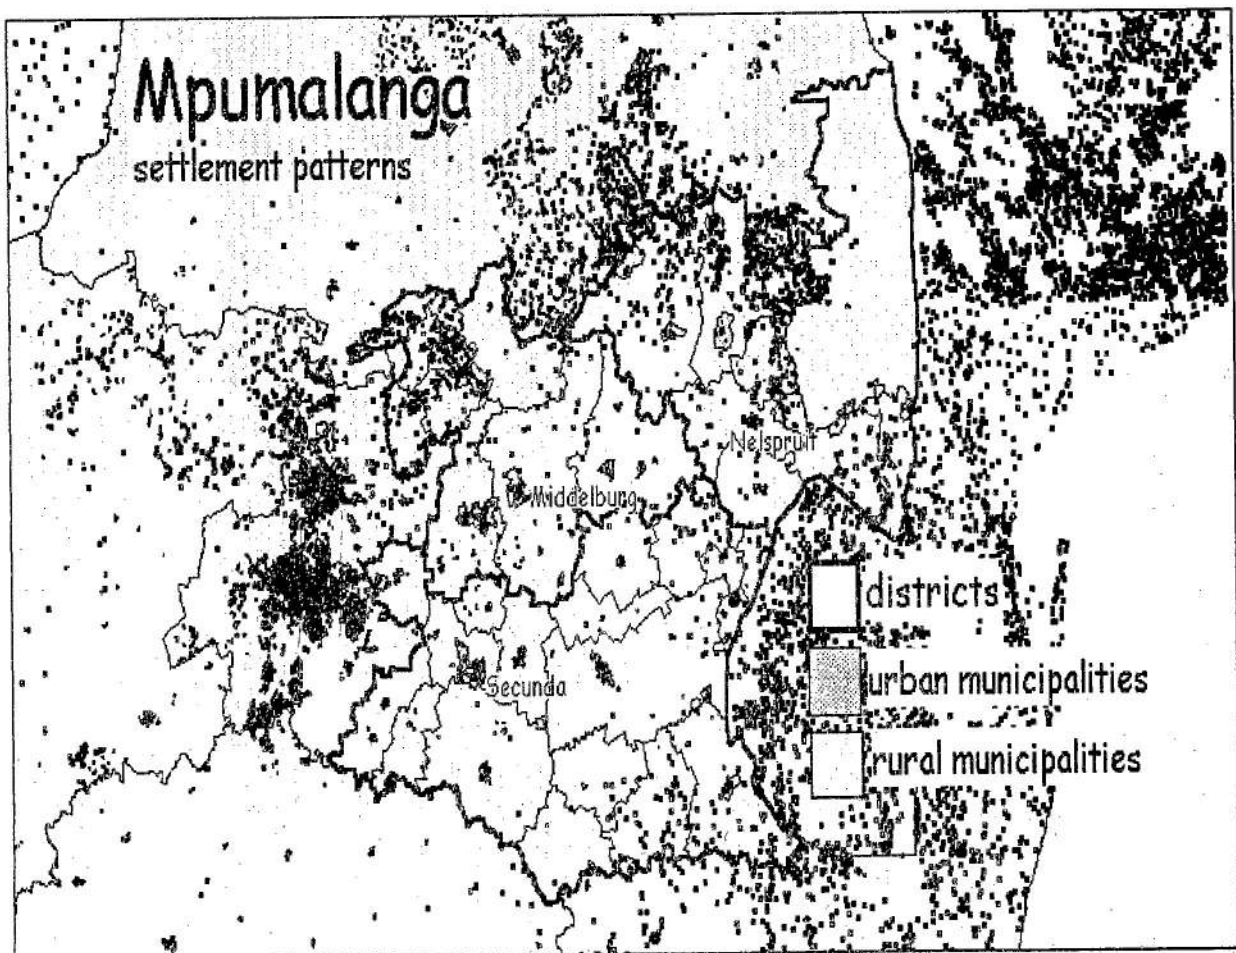 Mpumalanga
settlement patterns
Nelspruit
Middelburg
Secunda
districts
urban municipalities
rural municipalities